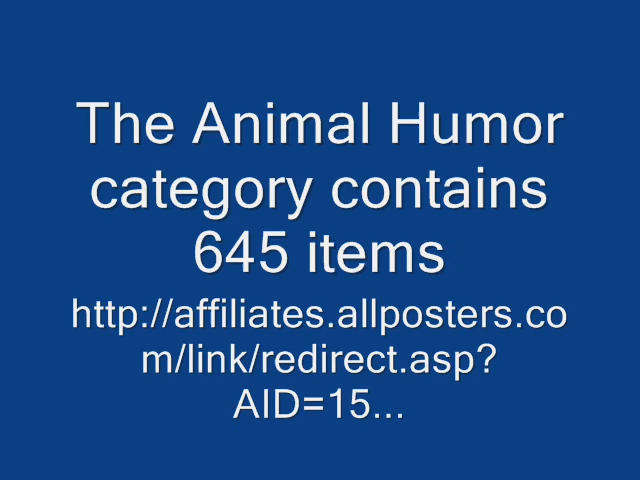 The Animal Humor
category contains
645 items
http://affiliates.allposters.co
m/link/redirect.asp?
AID=15...